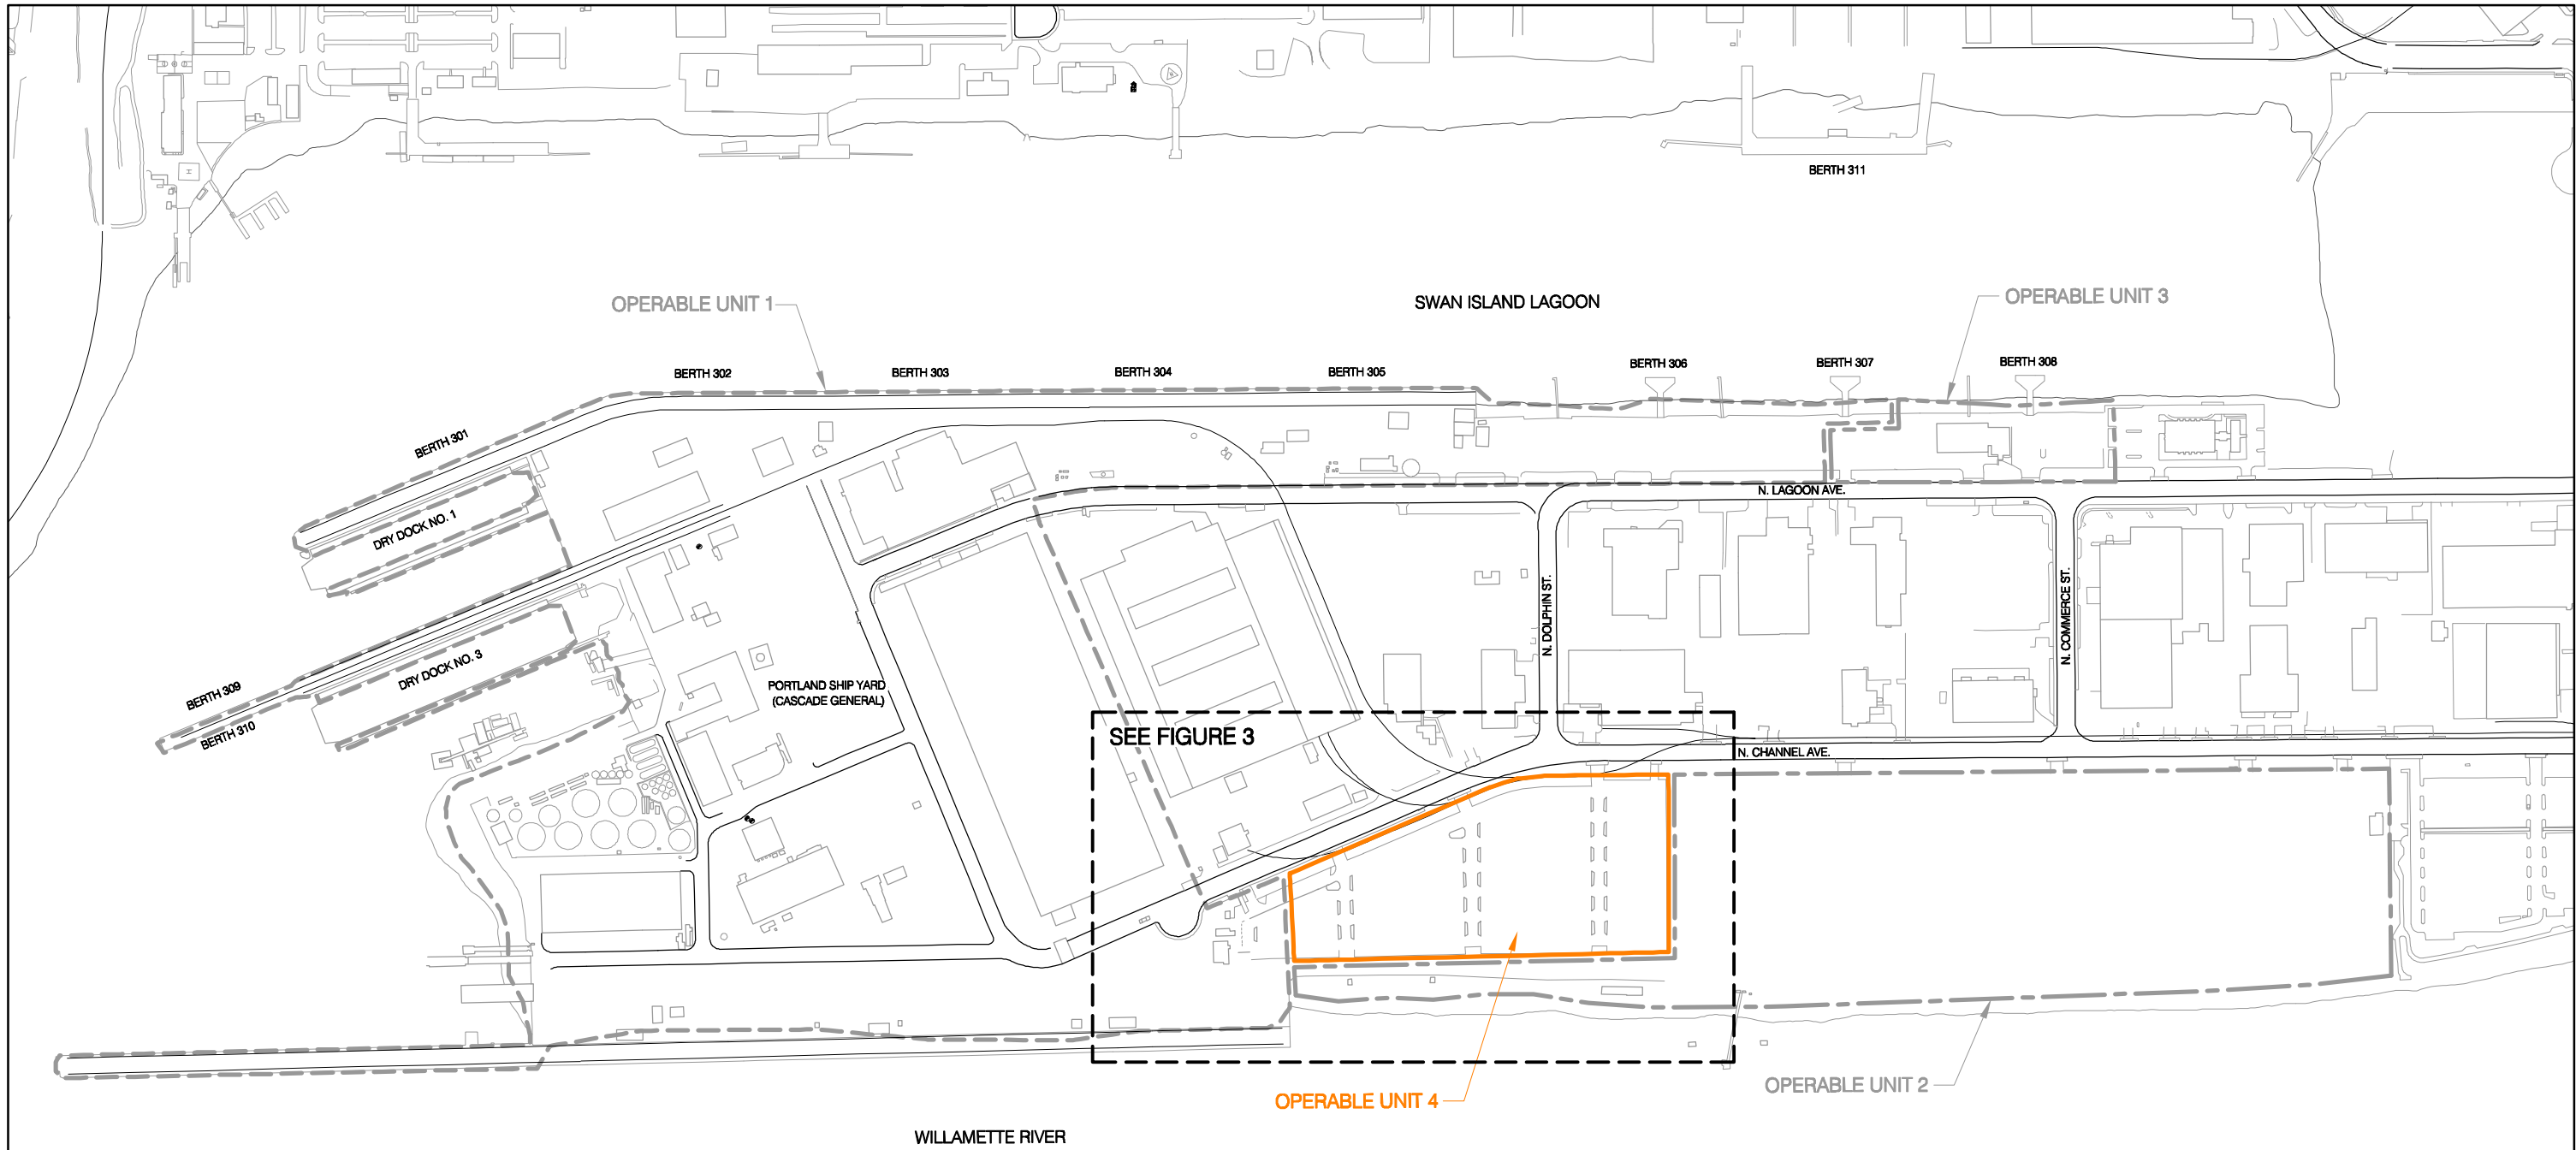 BERTH 311
OPERABLE UNIT 1
SWAN ISLAND LAGOON
OPERABLE UNIT 3
BERTH 302
BERTH 303
BERTH 304
BERTH 305
BERTH 306
BERTH 307
BERTH 308
BERTH 301
DRY DOCK NO. 1
N. LAGOON AVE.
N. DOLPHIN ST.
N. COMMERCE ST.
DRY DOCK NO. 3
BERTH 309
BERTH 310
PORTLAND SHIP YARD
(CASCADE GENERAL)
SEE FIGURE 3
N. CHANNEL AVE.
OPERABLE UNIT 4
OPERABLE UNIT 2
WILLAMETTE RIVER